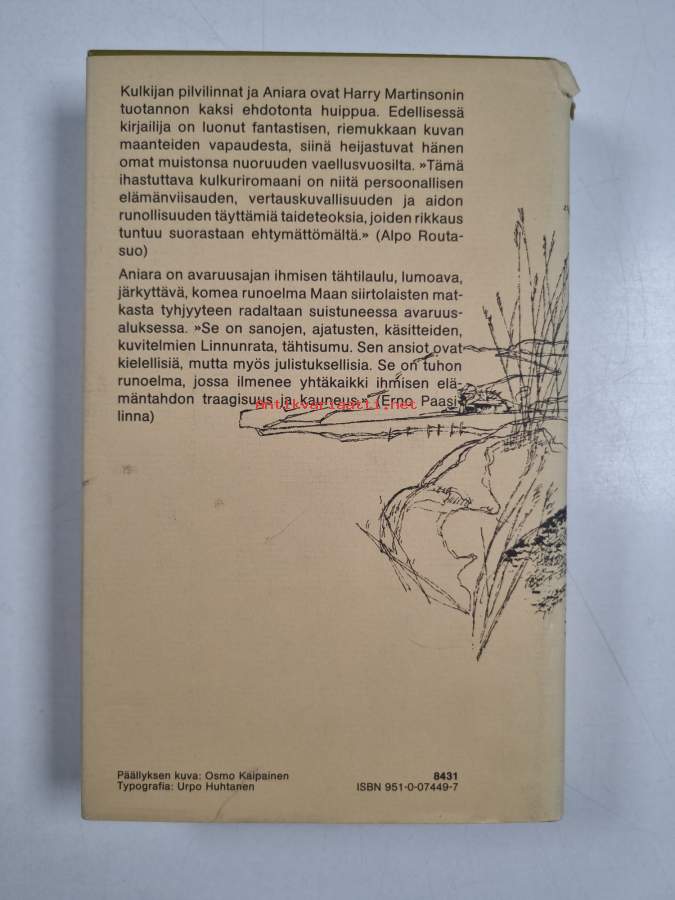 Kulkijan pilvilinnat ja Aniara ovat Harry Martinsonin
tuotannon kaksi ehdotonta huippua. Edellisessä
kirjailija on luonut fantastisen, riemukkaan kuvan
maanteiden vapaudesta, siinä heijastuvat hänen
omat muistonsa nuoruuden vaellusvuosilta. »Tämä
ihastuttava kulkuriromaani on niitä persoonallisen
elämänviisauden, vertauskuvallisuuden ja aidon
runollisuuden täyttämiä taideteoksia, joiden rikkaus
tuntuu suorastaan ehtymättömältä.» (Alpo Routa-
suo)
Aniara on avaruusajan ihmisen tähtilaulu, lumoava,
järkyttävä, komea runoelma Maan siirtolaisten mat-
kasta tyhjyyteen radaltaan suistuneessa avaruus-
aluksessa. »Se on sanojen, ajatusten, käsitteiden,
kuvitelmien Linnunrata, tähtisumu. Sen ansiot ovat
kielellisiä, mutta myös julistuksellisia. Se on tuhon
runoelma, jossa ilmenee yhtäkaikki ihmisen elä-
mäntahdon traagisuus ja kauneus.» (Erno Paasi-
linna)
antikvariaatti.net
Päällyksen kuva: Osmo Kaipainen
Typografia: Urpo Huhtanen
8431
ISBN 951-0-07449-7